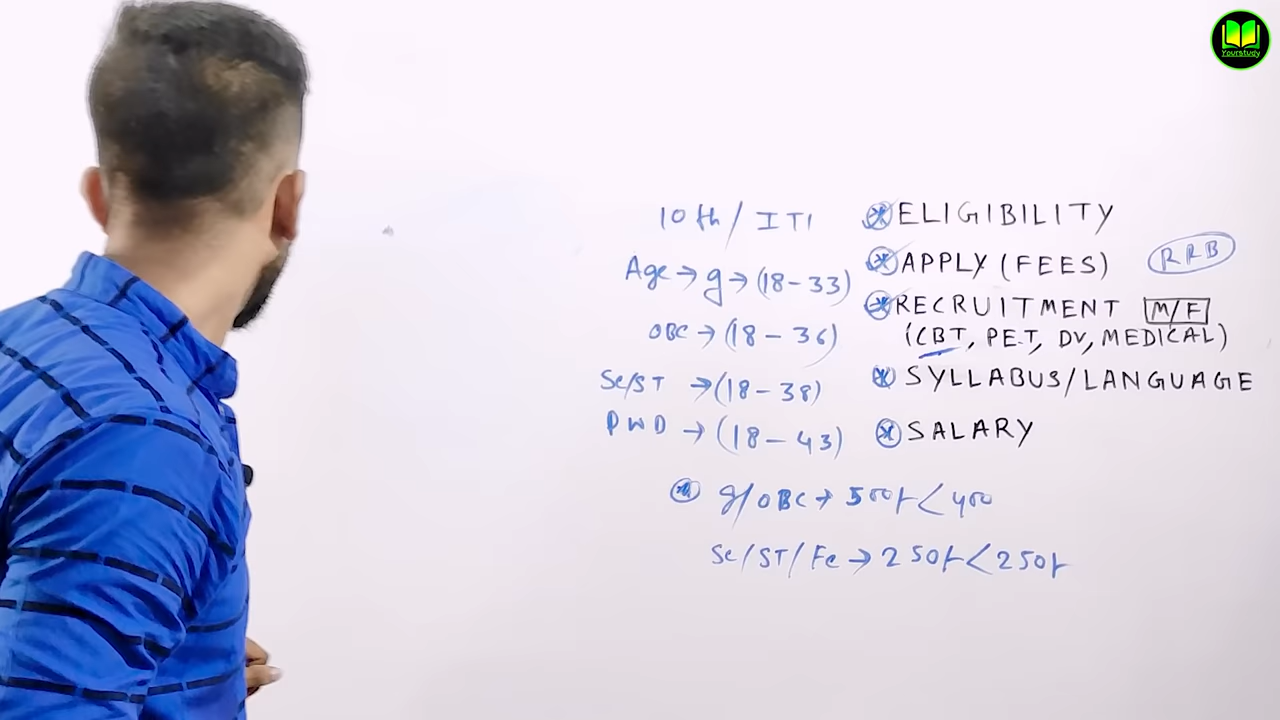 Yourstudy
10th / ITI
Age → g → (18-33)
OBC → (18 - 36)
SC/ST → (18-38)
PWD → (18-43)
g/OBC → 500/- < 400
SC/ST/Fe → 250/- < 250/-
ELIGIBILITY
APPLY (FEES)
RRB
RECRUITMENT M/F
(CBT, PET, DV, MEDICAL)
SYLLABUS/LANGUAGE
SALARY